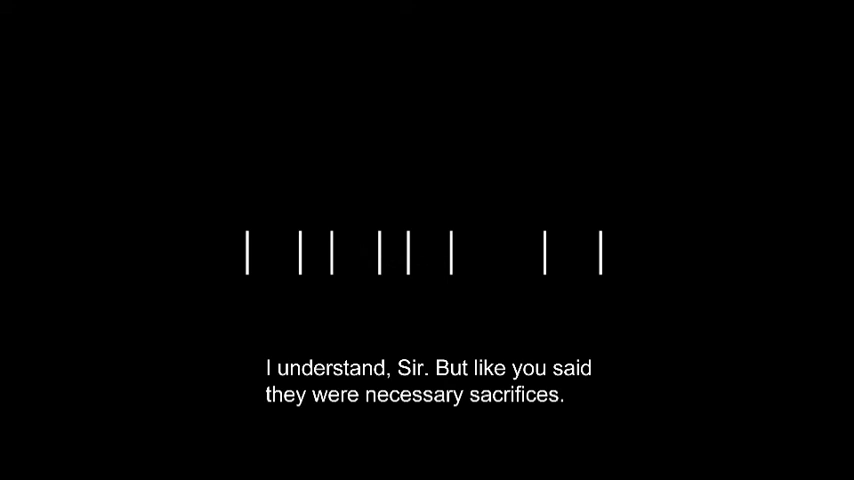 I understand, Sir. But like you said
they were necessary sacrifices.